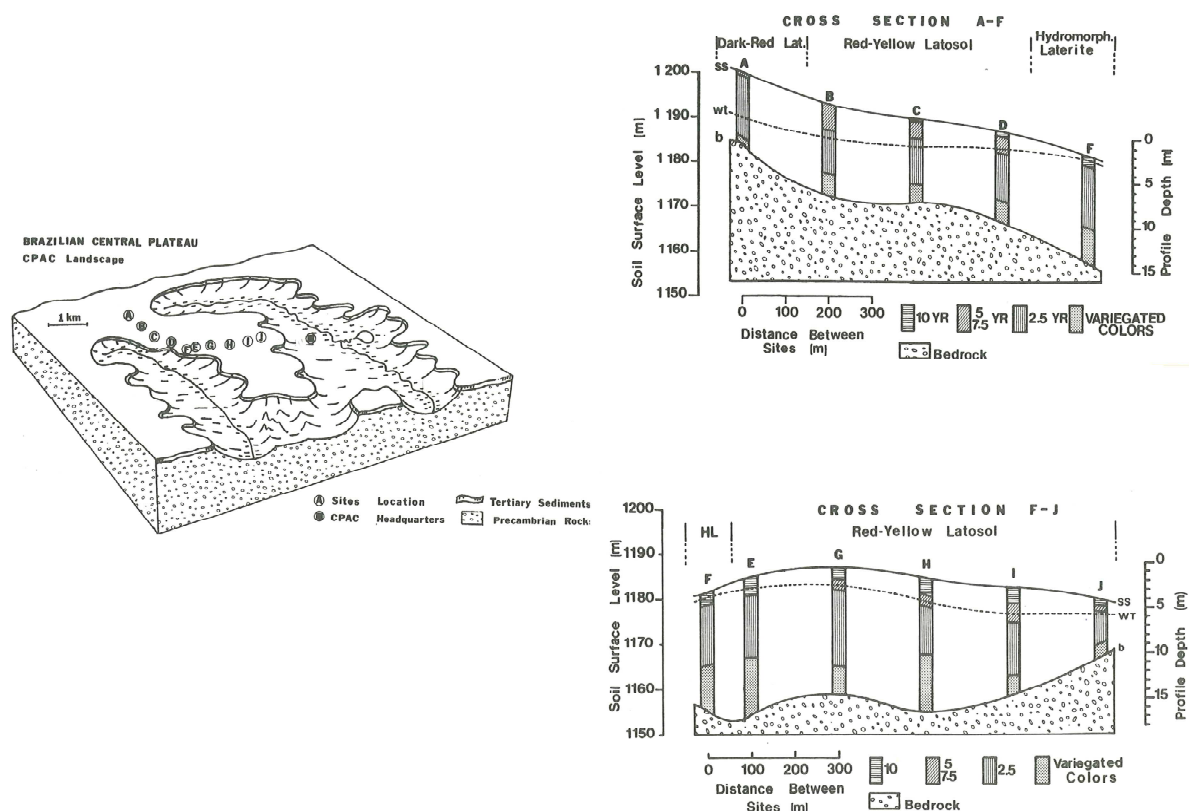 BRAZILIAN CENTRAL PLATEAU
CPAC Landscape
1 km
A
B
C
D
F E G H I J
A Sites Location
CPAC Headquarters
Tertiary Sediments
Precambrian Rocks
CROSS SECTION A-F
Dark-Red Lat. Red-Yellow Latosol Hydromorph. Laterite
Soil Surface Level [m]
1 200
1 190
1 180
1 170
1160
1150
ss
wt
b
A B C D F
0
5
10
15
Profile Depth [m]
0 100 200 300
Distance Between
Sites [m]
10 YR 5 7.5 YR 2.5 YR VARIEGATED COLORS
Bedrock
CROSS SECTION F-J
HL Red-Yellow Latosol
Soil Surface Level [m]
1200
1190
1180
1170
1160
1150
F E G H I J
SS
WT
b
0
5
10
15
Profile Depth (m)
0 100 200 300
Distance Between
Sites [m]
10 5 7.5 2.5 Variegated Colors
Bedrock